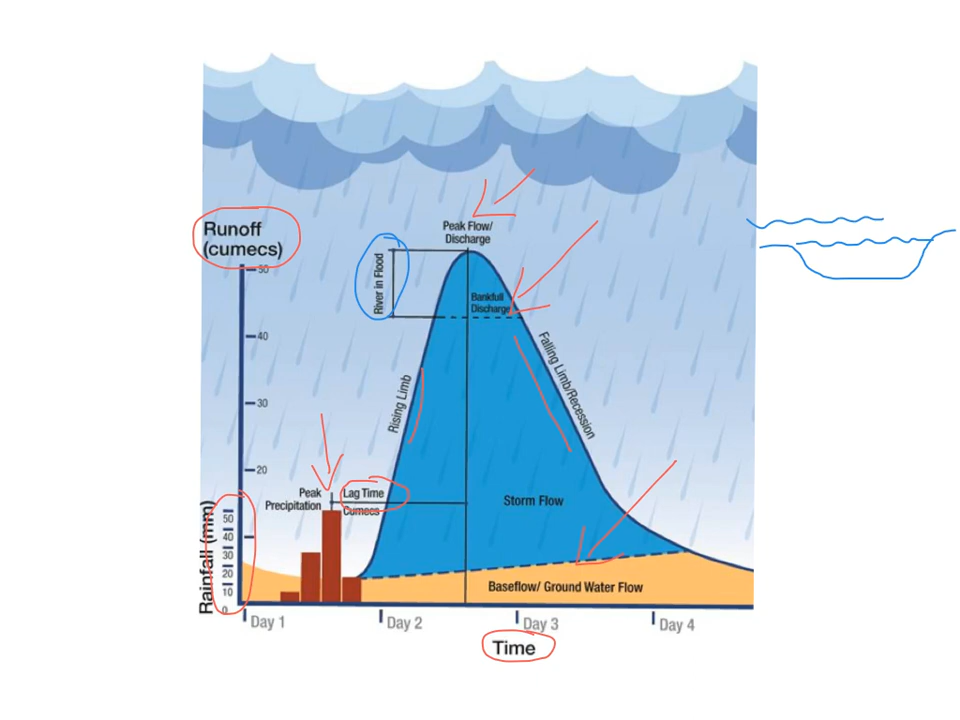 Runoff
(cumecs)
Peak Flow/
Discharge
River in Flood
50
Bankfull
Discharge
40
Falling Limb/Recession
Rising Limb
30
20
Peak
Precipitation
Lag Time
Cumecs
Storm Flow
Rainfall (mm)
50
40
30
20
10
0
Baseflow/ Ground Water Flow
Day 1
Day 2
Day 3
Day 4
Time